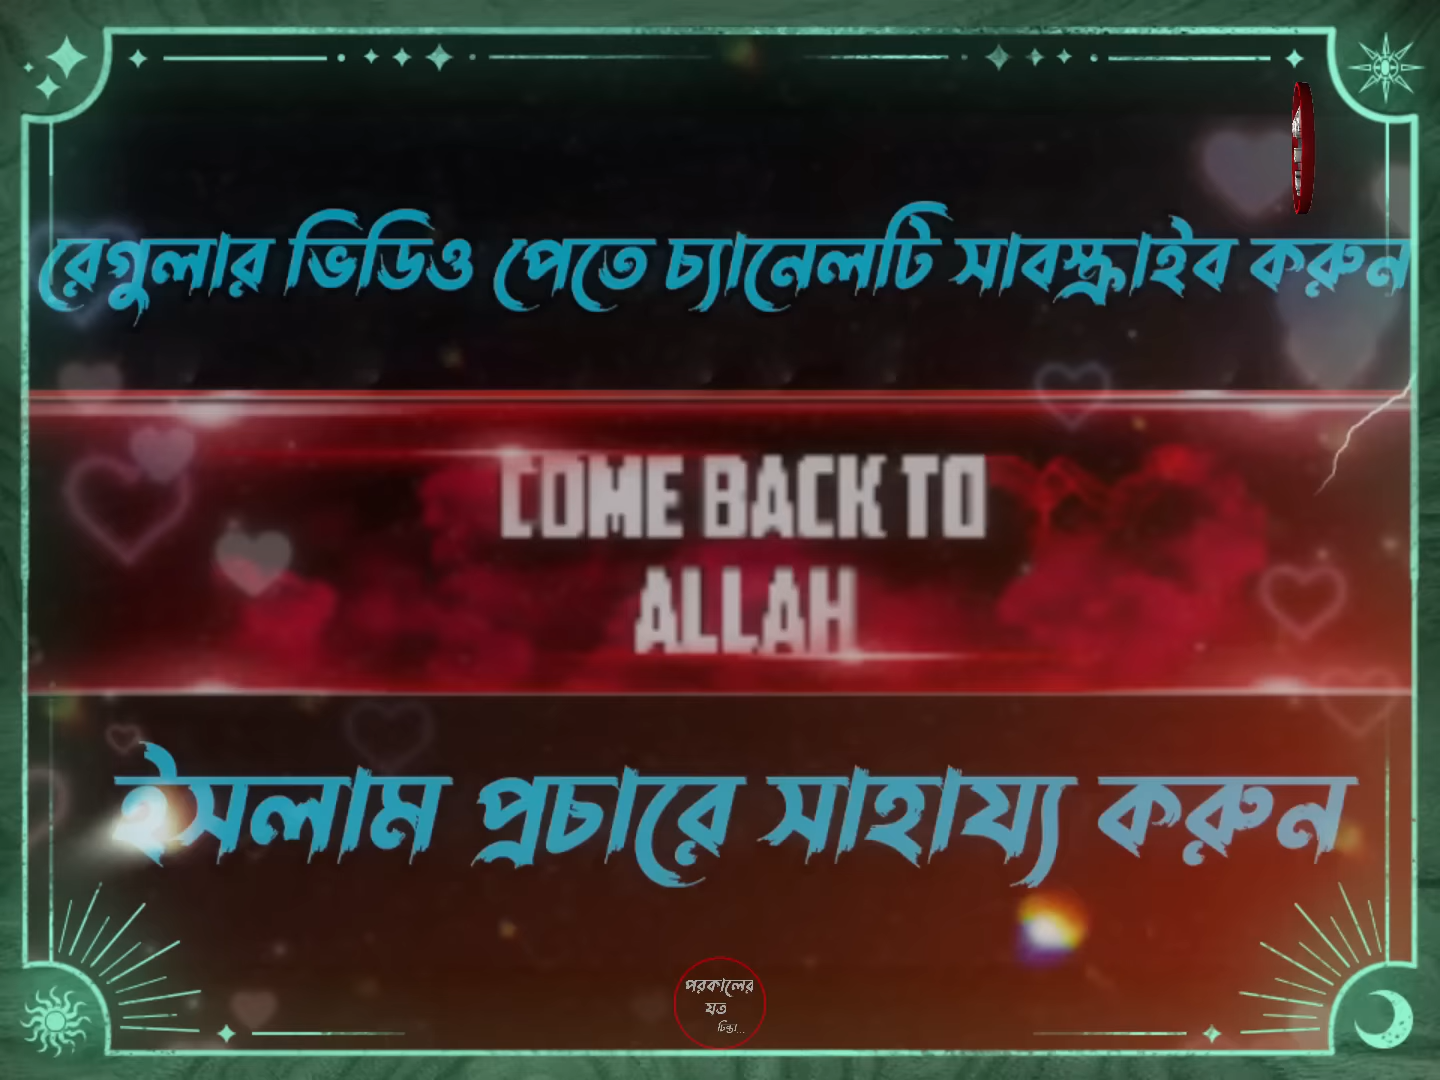 রেগুলার ভিডিও পেতে চ্যানেলটি সাবস্ক্রাইব করুন
COME BACK TO
ALLAH
ইসলাম প্রচারে সাহায্য করুন
পরকালের
যত
চিন্তা...